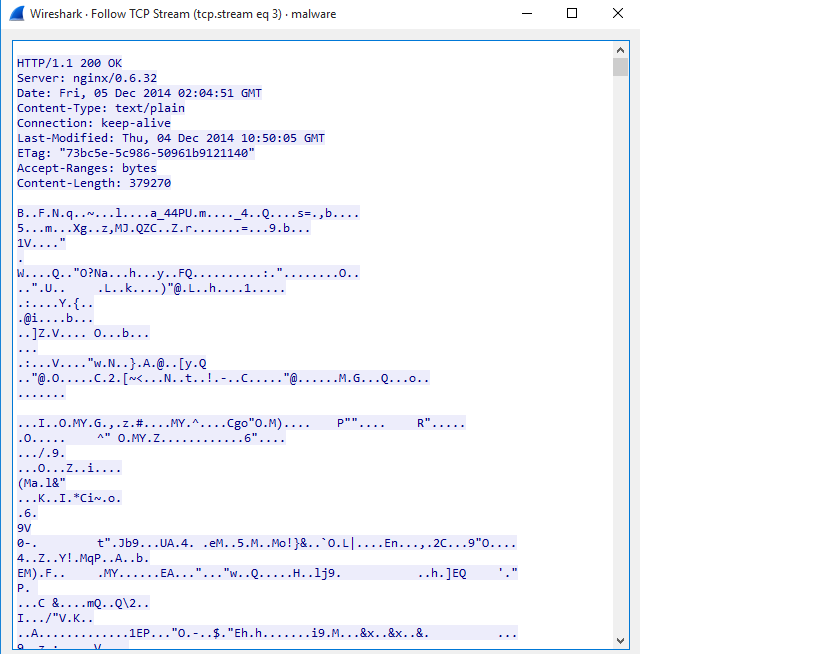 Wireshark · Follow TCP Stream (tcp.stream eq 3) · malware
HTTP/1.1 200 OK
Server: nginx/0.6.32
Date: Fri, 05 Dec 2014 02:04:51 GMT
Content-Type: text/plain
Connection: keep-alive
Last-Modified: Thu, 04 Dec 2014 10:50:05 GMT
ETag: "73bc5e-5c986-50961b9121140"
Accept-Ranges: bytes
Content-Length: 379270
B..F.N.q..~...l....a_44PU.m...._4..Q....s=.,b....
5...m...Xg..z,MJ.QZC..Z.r.......=...9.b...
1V...."
.
W....Q.."O?Na...h...y..FQ..........:."........O..
..".U..    .L..k....)"@.L..h....1.....
.:....Y.{..
.@i....b...
..]Z.V.... O...b...
...
.:...V...."w.N..}.A.@..[y.Q
.."@.O.....C.2.[~<...N..t..!.-..C....."@......M.G...Q...o..
.......
...I..O.MY.G.,.z.#....MY.^....Cgo"O.M)....    P""....    R".....
.O.....    ^" O.MY.Z............6"....
.../.9.
...O...Z..i....
(Ma.l&"
...K..I.*Ci~.o.
.6.
9V
0-.        t".Jb9...UA.4. .eM..5.M..Mo!}&..`O.L|....En...,.2C...9"O....
4..Z..Y!.MqP..A..b.
EM).F..    .MY......EA..."..."w..Q.....H..lj9.          ..h.]EQ    '."
P.
...C &....mQ..Q\2..
I.../"V.K..
..A.............1EP..."O.-..$."Eh.h.......i9.M...&x..&x..&.         ...